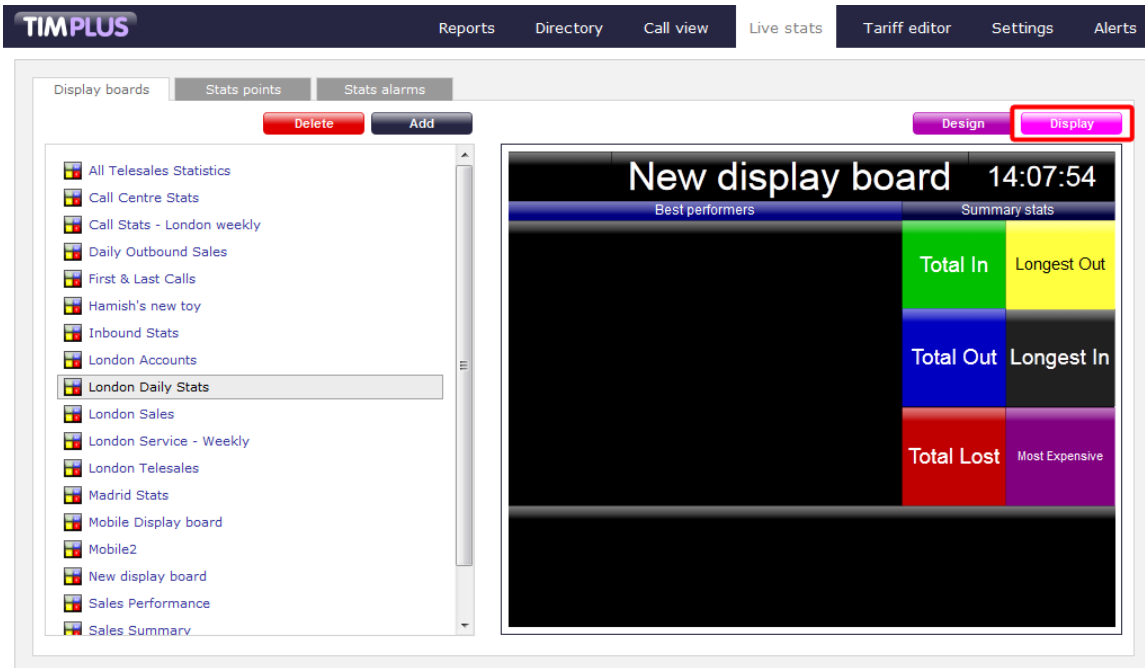 TIMPLUS Reports Directory Call view Live stats Tariff editor Settings Alerts
Display boards Stats points Stats alarms
Delete Add Design Display
All Telesales Statistics
Call Centre Stats
Call Stats - London weekly
Daily Outbound Sales
First & Last Calls
Hamish's new toy
Inbound Stats
London Accounts
London Daily Stats
London Sales
London Service - Weekly
London Telesales
Madrid Stats
Mobile Display board
Mobile2
New display board
Sales Performance
Sales Summary
New display board 14:07:54
Best performers Summary stats
Total In Longest Out
Total Out Longest In
Total Lost Most Expensive